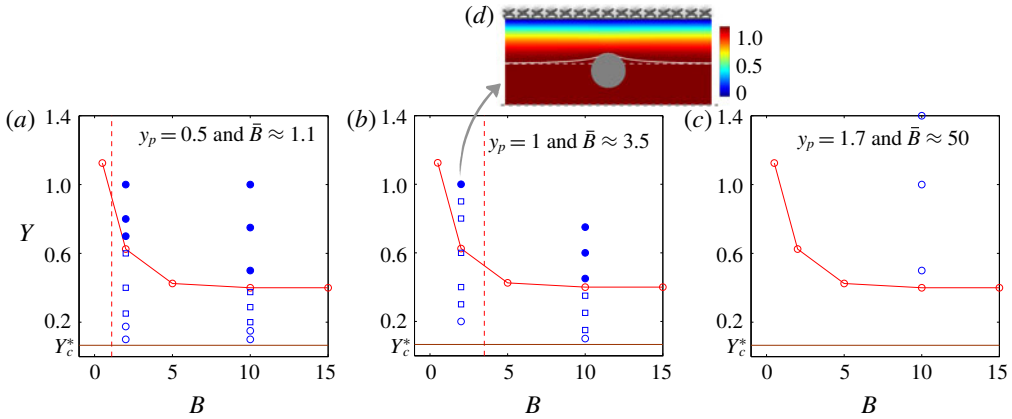 (d)
1.0
0.5
0
(a)
y_p = 0.5 and B̄ ≈ 1.1
1.4
1.0
Y
0.6
0.2
Y_c^*
0 5 10 15
B
(b)
y_p = 1 and B̄ ≈ 3.5
1.4
1.0
0.6
0.2
Y_c^*
0 5 10 15
B
(c)
y_p = 1.7 and B̄ ≈ 50
1.4
1.0
0.6
0.2
Y_c^*
0 5 10 15
B